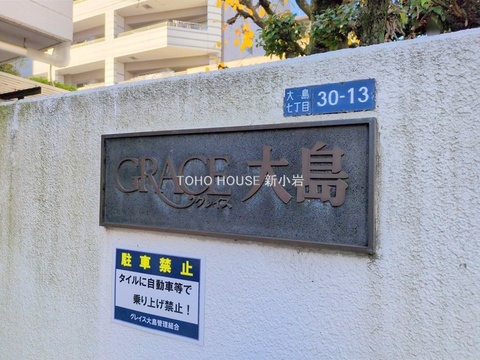 大島
七丁目
30-13
GRACE 大島
グレイス
TOHO HOUSE 新小岩
駐車禁止
タイルに自動車等で
乗り上げ禁止！
グレイス大島管理組合